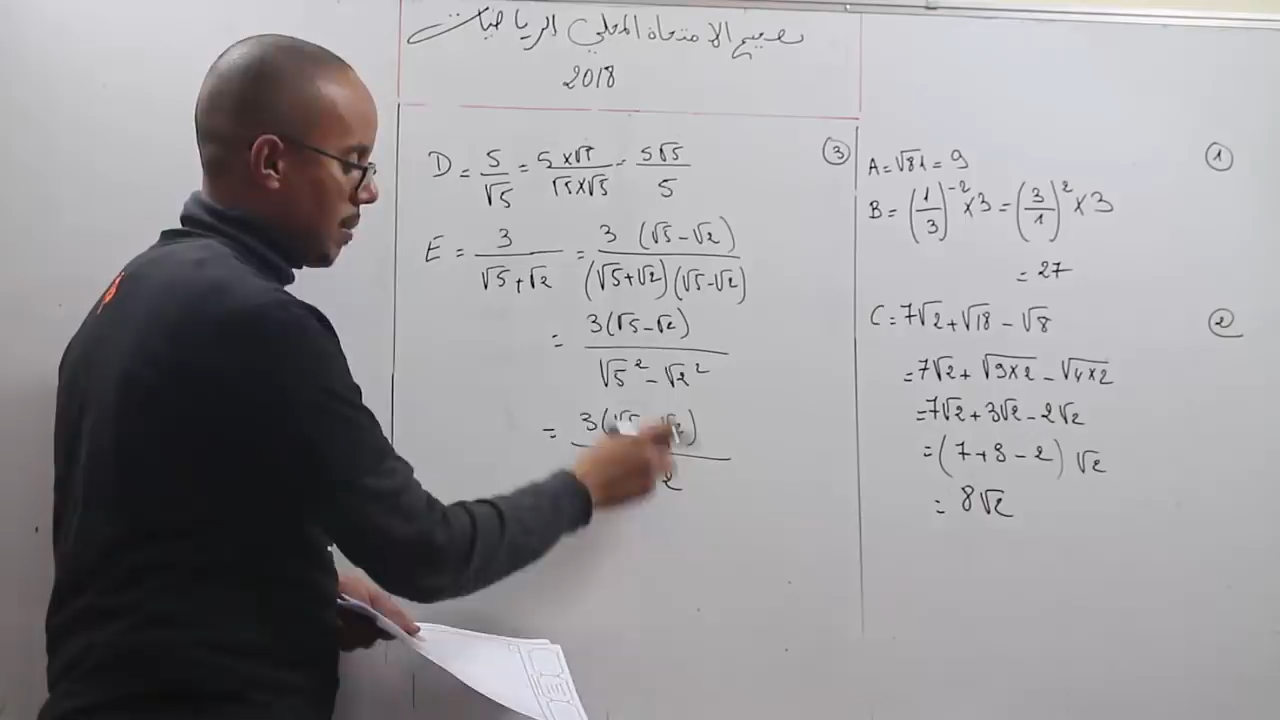 تصحيح الامتحان المحلي الرياضيات
2018
①
A = √81 = 9
B = (1/3)⁻² × 3 = (3/1)² × 3
= 27
②
C = 7√2 + √18 - √8
= 7√2 + √9×2 - √4×2
= 7√2 + 3√2 - 2√2
= (7 + 3 - 2) √2
= 8√2
③
D = 5/√5 = 5×√5/√5×√5 = 5√5/5
E = 3/√5+√2 = 3 (√5-√2)/(√5+√2)(√5-√2)
= 3(√5-√2)/√5² - √2²
= 3(√5 √2)/2